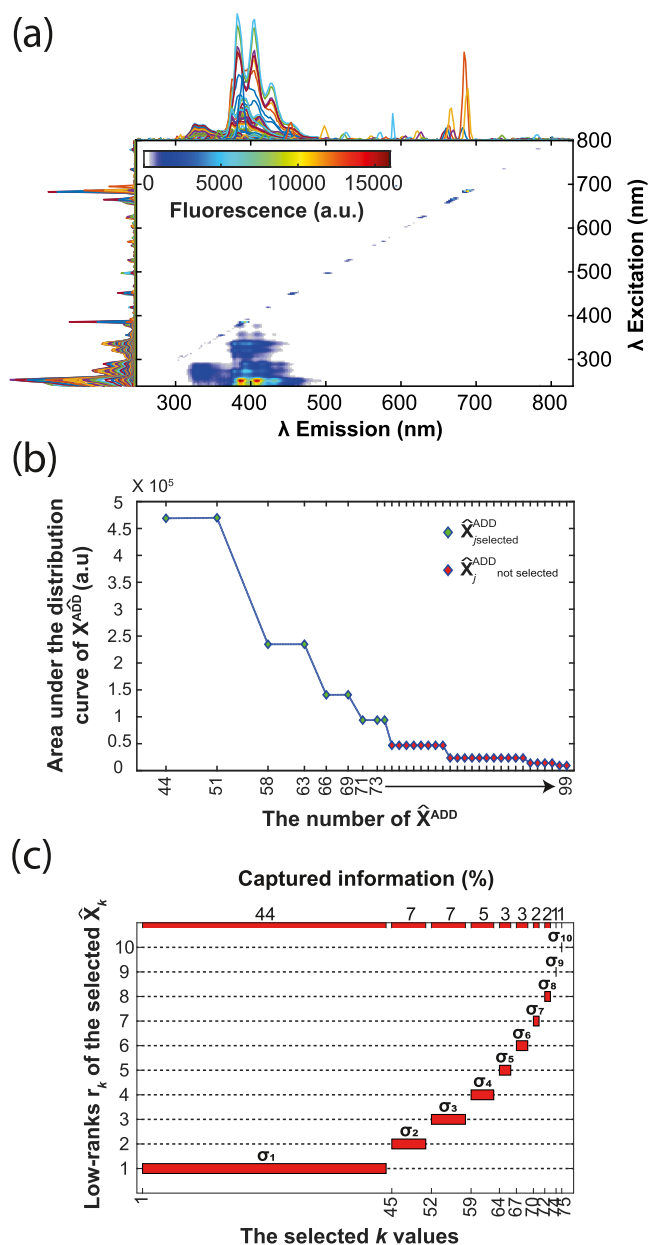 (a)
800
0 5000 10000 15000
Fluorescence (a.u.)
700
600
500
400
300
λ Excitation (nm)
300 400 500 600 700 800
λ Emission (nm)
(b)
X 10⁵
5
4.5
4
3.5
3
2.5
2
1.5
1
0.5
0
Area under the distribution
curve of X̂ᴬᴰᴰ (a.u)
X̂ⱼᴬᴰᴰ selected
X̂ⱼᴬᴰᴰ not selected
44 51 58 63 66 69 71 73 99
The number of X̂ᴬᴰᴰ
(c)
Captured information (%)
44 7 7 5 3 3 2 2 1 1
10 σ₁₀
9 σ₉
8 σ₈
7 σ₇
6 σ₆
5 σ₅
4 σ₄
3 σ₃
2 σ₂
1 σ₁
Low-ranks rₖ of the selected X̂ₖ
1 45 52 59 64 67 70 72 74 75
The selected k values